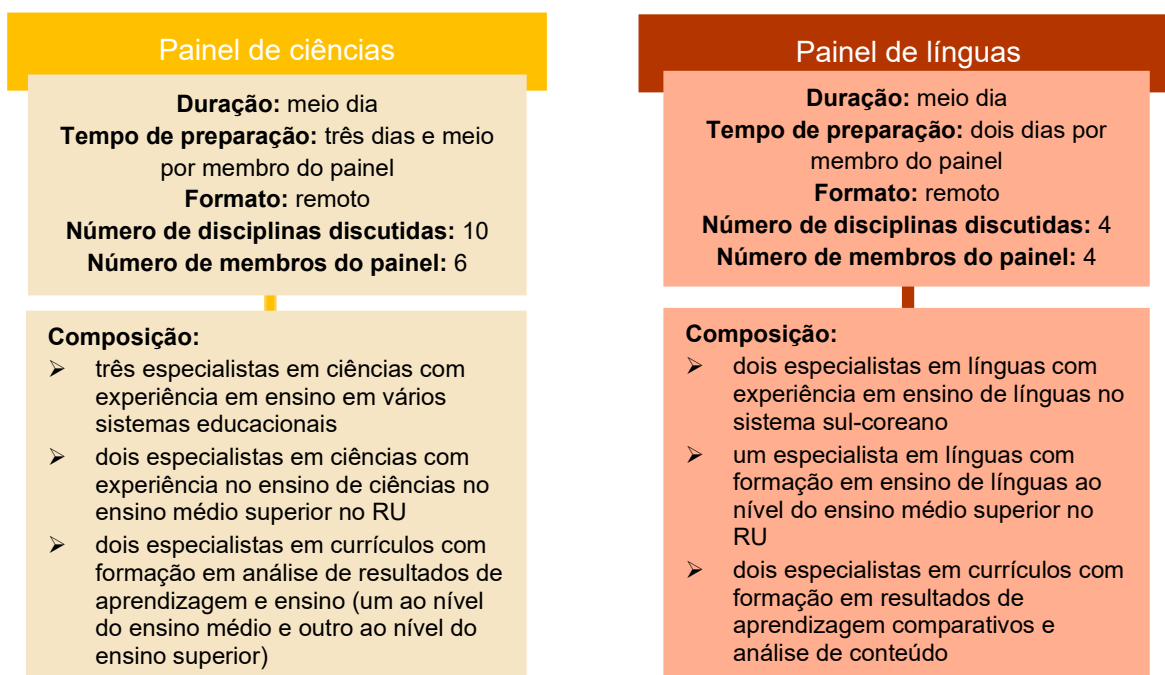 Painel de ciências
Duração: meio dia
Tempo de preparação: três dias e meio
por membro do painel
Formato: remoto
Número de disciplinas discutidas: 10
Número de membros do painel: 6
Composição:
➢ três especialistas em ciências com
experiência em ensino em vários
sistemas educacionais
➢ dois especialistas em ciências com
experiência no ensino de ciências no
ensino médio superior no RU
➢ dois especialistas em currículos com
formação em análise de resultados de
aprendizagem e ensino (um ao nível
do ensino médio e outro ao nível do
ensino superior)
Painel de línguas
Duração: meio dia
Tempo de preparação: dois dias por
membro do painel
Formato: remoto
Número de disciplinas discutidas: 4
Número de membros do painel: 4
Composição:
➢ dois especialistas em línguas com
experiência em ensino de línguas no
sistema sul-coreano
➢ um especialista em línguas com
formação em ensino de línguas ao
nível do ensino médio superior no
RU
➢ dois especialistas em currículos com
formação em resultados de
aprendizagem comparativos e
análise de conteúdo